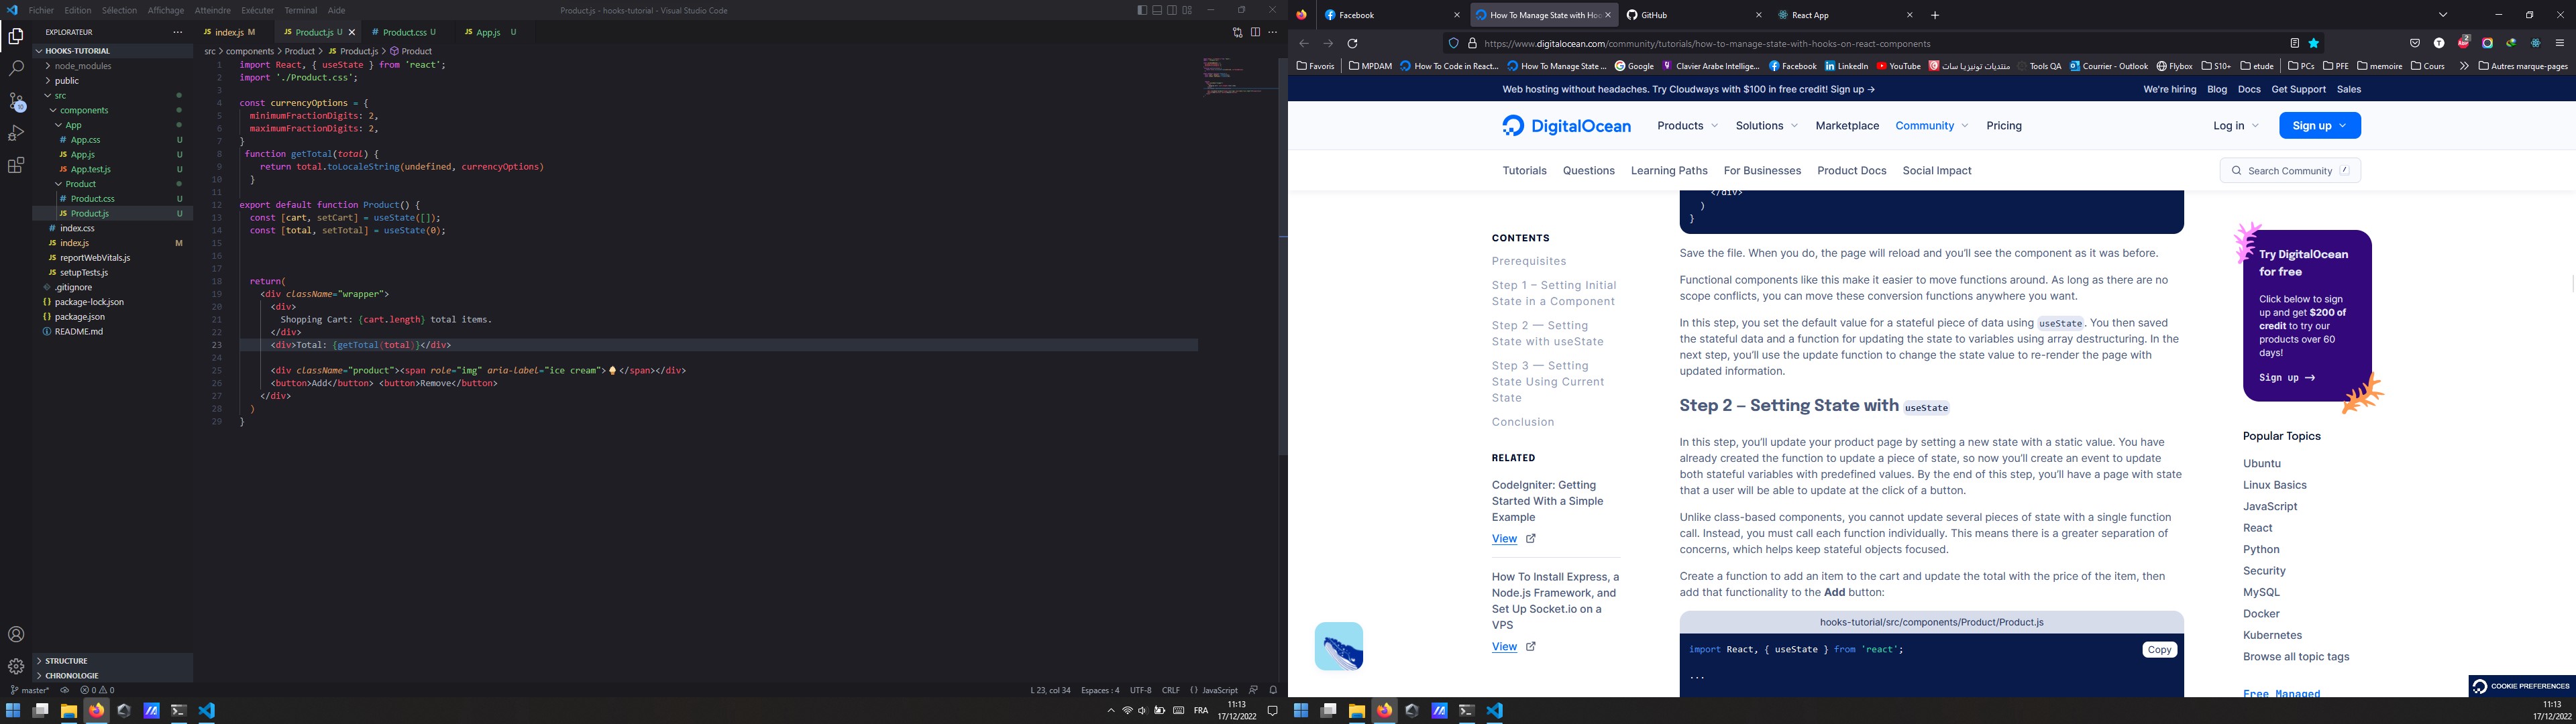 Fichier Edition Sélection Affichage Atteindre Exécuter Terminal Aide
Product.js - hooks-tutorial - Visual Studio Code
EXPLORATEUR
HOOKS-TUTORIAL
node_modules
public
src
components
App
App.css U
App.js U
App.test.js U
Product
Product.css U
Product.js U
index.css
index.js M
reportWebVitals.js
setupTests.js
.gitignore
package-lock.json
package.json
README.md
STRUCTURE
CHRONOLOGIE
10
index.js M
Product.js U
Product.css U
App.js U
src > components > Product > Product.js > Product
1 import React, { useState } from 'react';
2 import './Product.css';
3
4 const currencyOptions = {
5 minimumFractionDigits: 2,
6 maximumFractionDigits: 2,
7 }
8 function getTotal(total) {
9 return total.toLocaleString(undefined, currencyOptions)
10 }
11
12 export default function Product() {
13 const [cart, setCart] = useState([]);
14 const [total, setTotal] = useState(0);
15
16
17
18 return(
19 <div className="wrapper">
20 <div>
21 Shopping Cart: {cart.length} total items.
22 </div>
23 <div>Total: {getTotal(total)}</div>
24
25 <div className="product"><span role="img" aria-label="ice cream">🍦</span></div>
26 <button>Add</button> <button>Remove</button>
27 </div>
28 )
29 }
master* 0 0
L 23, col 34 Espaces : 4 UTF-8 CRLF JavaScript
FRA 11:13
17/12/2022
Facebook
How To Manage State with Hoo
GitHub
React App
https://www.digitalocean.com/community/tutorials/how-to-manage-state-with-hooks-on-react-components
2
Favoris MPDAM How To Code in React... How To Manage State ... Google Clavier Arabe Intellige... Facebook LinkedIn YouTube منتديات تونيزيا سات Tools QA Courrier - Outlook Flybox S10+ etude PCs PFE memoire Cours Autres marque-pages
Web hosting without headaches. Try Cloudways with $100 in free credit! Sign up →
We're hiring Blog Docs Get Support Sales
DigitalOcean
Products Solutions Marketplace Community Pricing
Log in
Sign up
Tutorials Questions Learning Paths For Businesses Product Docs Social Impact
Search Community /
CONTENTS
Prerequisites
Step 1 – Setting Initial
State in a Component
Step 2 — Setting
State with useState
Step 3 — Setting
State Using Current
State
Conclusion
RELATED
CodeIgniter: Getting
Started With a Simple
Example
View
How To Install Express, a
Node.js Framework, and
Set Up Socket.io on a
VPS
View
</div>
)
}
Save the file. When you do, the page will reload and you'll see the component as it was before.
Functional components like this make it easier to move functions around. As long as there are no
scope conflicts, you can move these conversion functions anywhere you want.
In this step, you set the default value for a stateful piece of data using useState. You then saved
the stateful data and a function for updating the state to variables using array destructuring. In the
next step, you'll use the update function to change the state value to re-render the page with
updated information.
Step 2 – Setting State with useState
In this step, you'll update your product page by setting a new state with a static value. You have
already created the function to update a piece of state, so now you'll create an event to update
both stateful variables with predefined values. By the end of this step, you'll have a page with state
that a user will be able to update at the click of a button.
Unlike class-based components, you cannot update several pieces of state with a single function
call. Instead, you must call each function individually. This means there is a greater separation of
concerns, which helps keep stateful objects focused.
Create a function to add an item to the cart and update the total with the price of the item, then
add that functionality to the Add button:
hooks-tutorial/src/components/Product/Product.js
import React, { useState } from 'react';
Copy
...
Try DigitalOcean
for free
Click below to sign
up and get $200 of
credit to try our
products over 60
days!
Sign up →
Popular Topics
Ubuntu
Linux Basics
JavaScript
React
Python
Security
MySQL
Docker
Kubernetes
Browse all topic tags
Free Managed
COOKIE PREFERENCES
11:13
17/12/2022